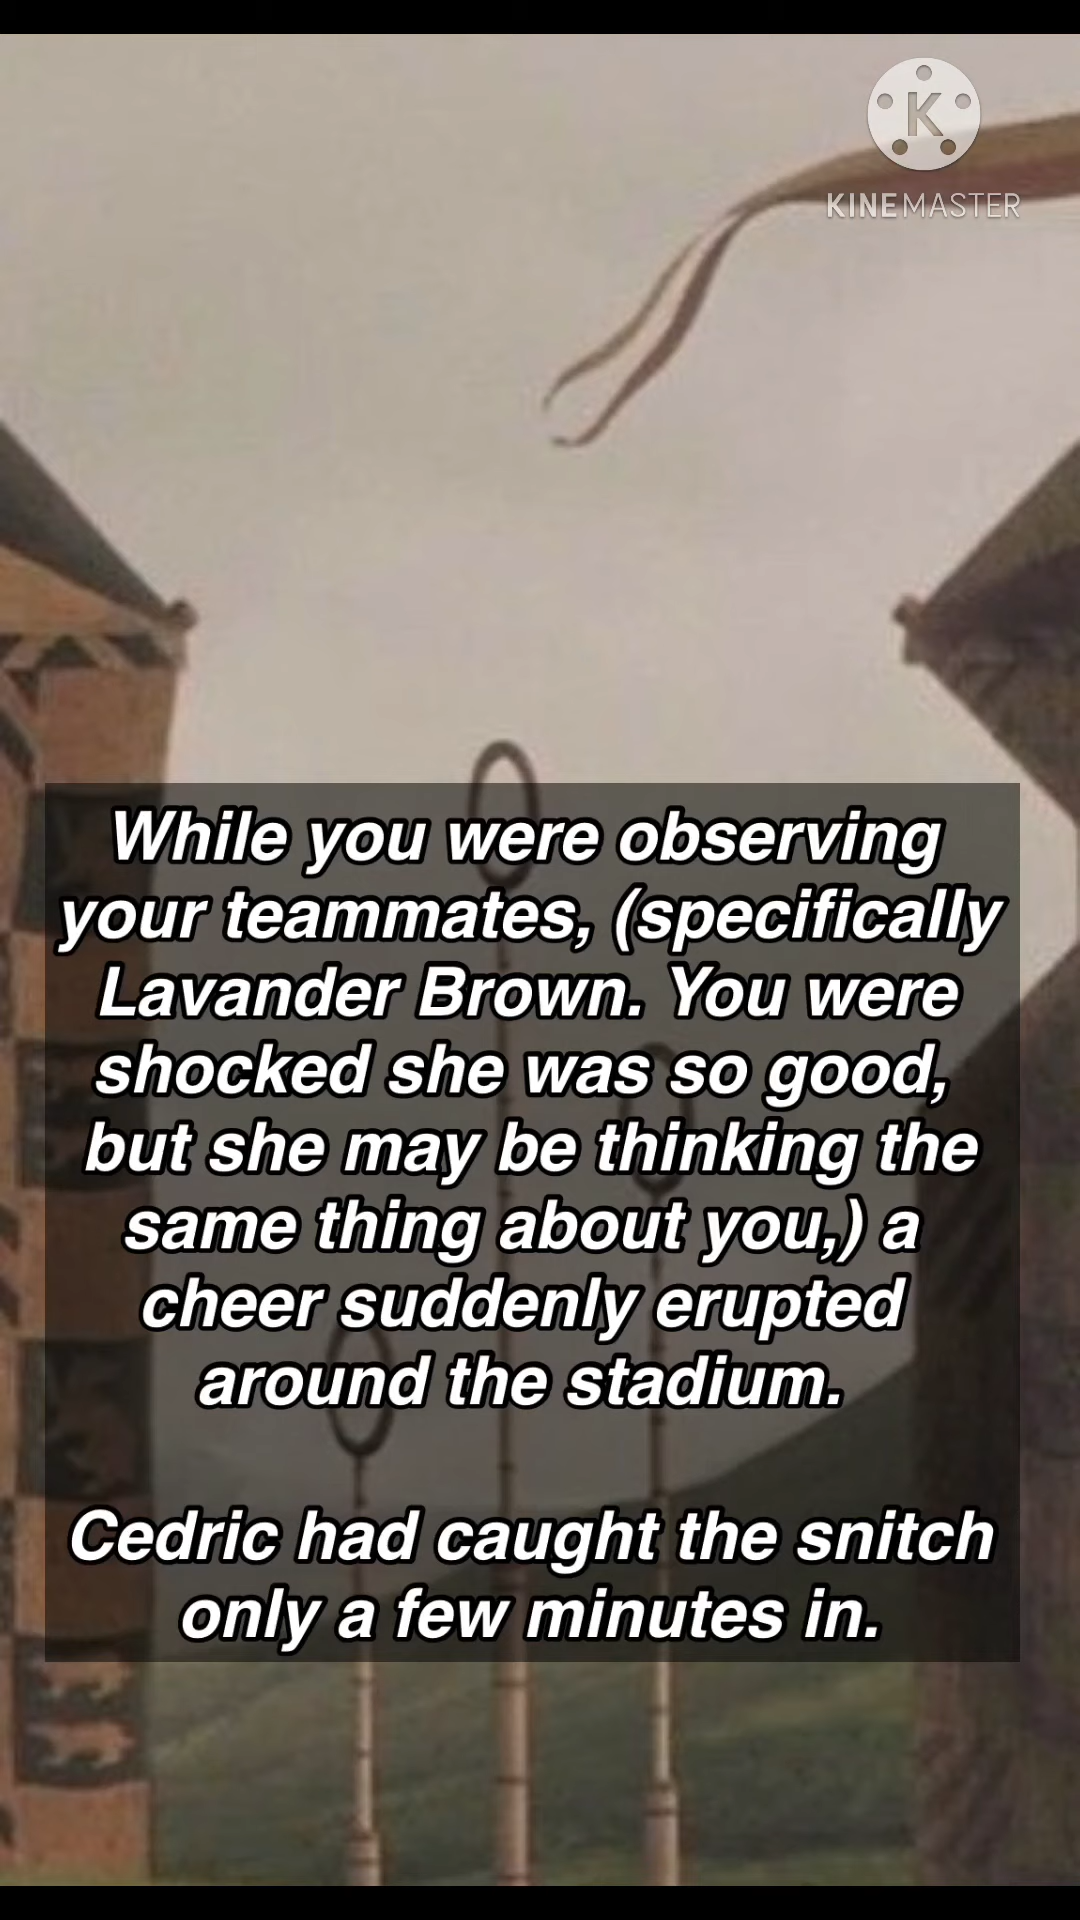 K
KINEMASTER
While you were observing
your teammates, (specifically
Lavander Brown. You were
shocked she was so good,
but she may be thinking the
same thing about you,) a
cheer suddenly erupted
around the stadium.
Cedric had caught the snitch
only a few minutes in.